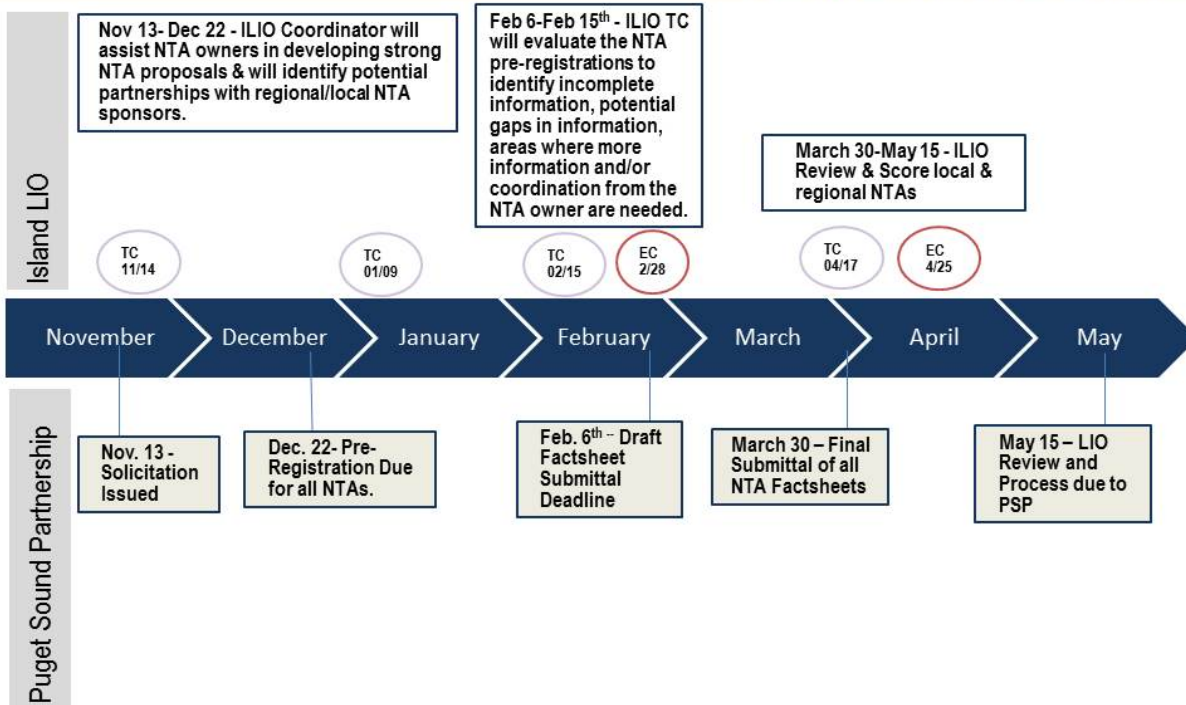 Island LIO
Nov 13- Dec 22 - ILIO Coordinator will
assist NTA owners in developing strong
NTA proposals & will identify potential
partnerships with regional/local NTA
sponsors.
Feb 6-Feb 15th - ILIO TC
will evaluate the NTA
pre-registrations to
identify incomplete
information, potential
gaps in information,
areas where more
information and/or
coordination from the
NTA owner are needed.
March 30-May 15 - ILIO
Review & Score local &
regional NTAs
TC
11/14
TC
01/09
TC
02/15
EC
2/28
TC
04/17
EC
4/25
November
December
January
February
March
April
May
Puget Sound Partnership
Nov. 13 -
Solicitation
Issued
Dec. 22- Pre-
Registration Due
for all NTAs.
Feb. 6th – Draft
Factsheet
Submittal
Deadline
March 30 – Final
Submittal of all
NTA Factsheets
May 15 – LIO
Review and
Process due to
PSP